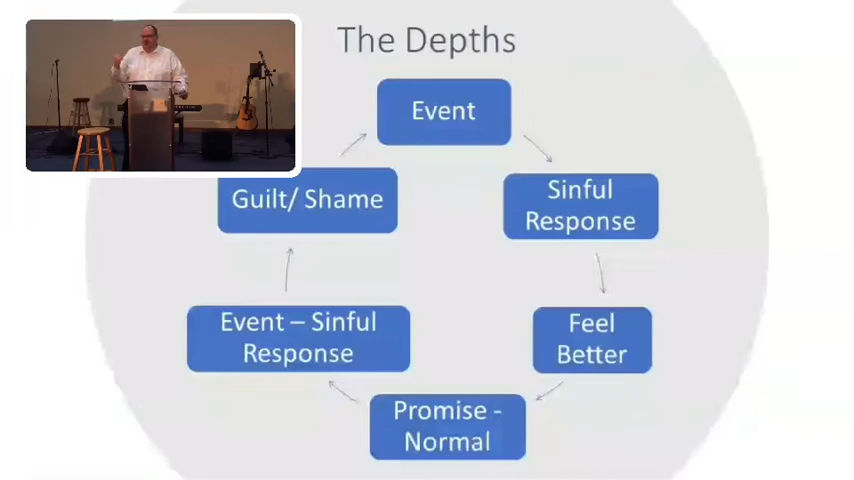 The Depths
Event
Sinful
Response
Feel
Better
Promise -
Normal
Event – Sinful
Response
Guilt/ Shame